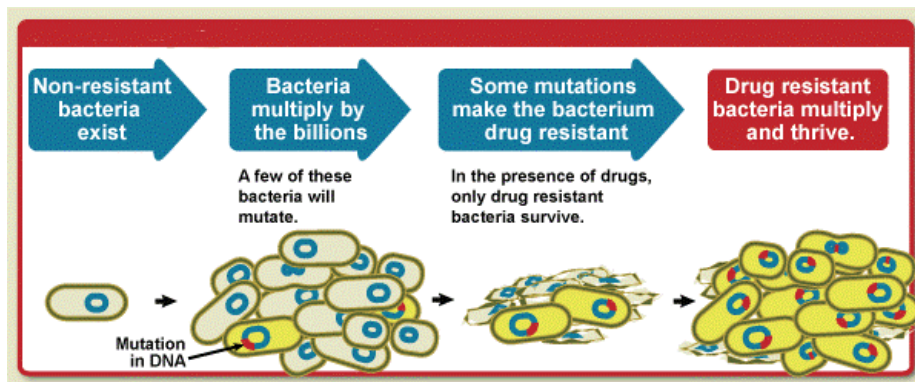 Non-resistant
bacteria
exist
Bacteria
multiply by
the billions
Some mutations
make the bacterium
drug resistant
Drug resistant
bacteria multiply
and thrive.
A few of these
bacteria will
mutate.
In the presence of drugs,
only drug resistant
bacteria survive.
Mutation
in DNA